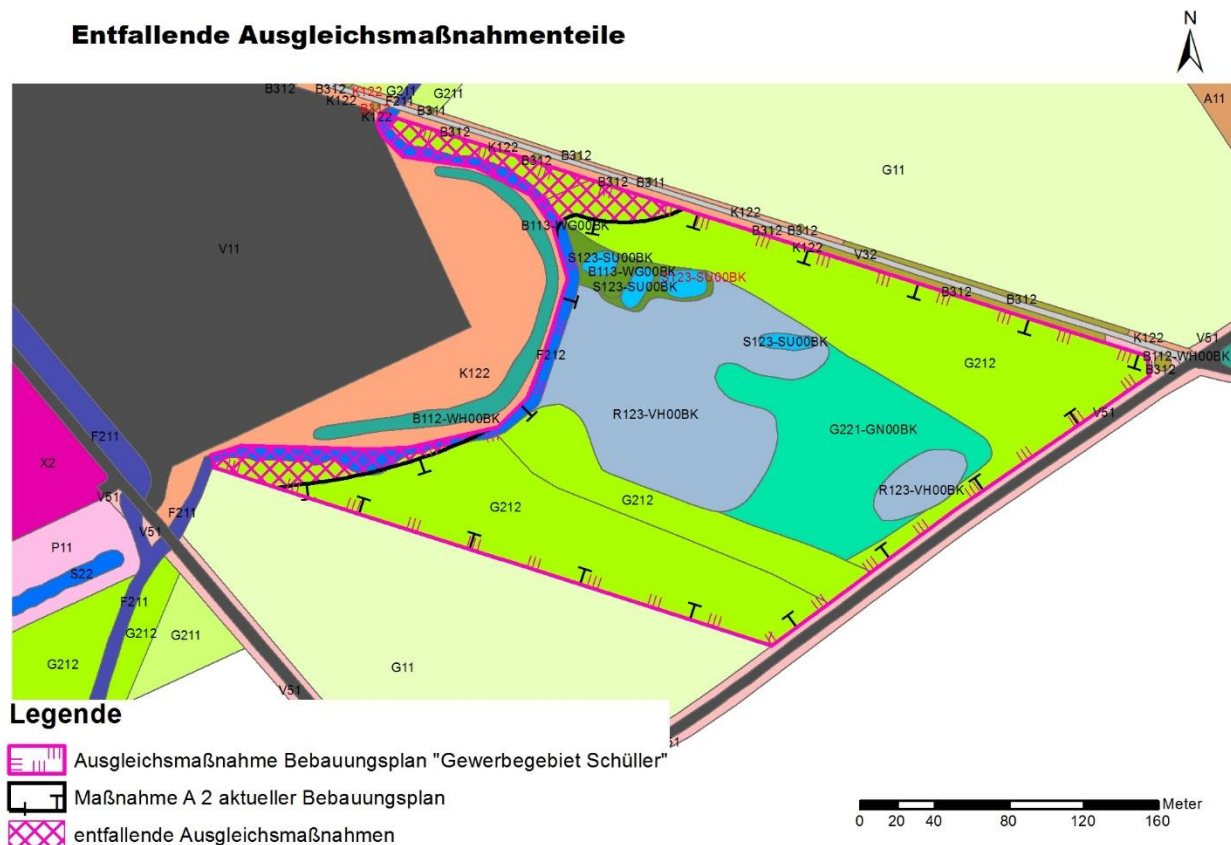 Entfallende Ausgleichsmaßnahmenteile
N
B312
B312
K122
G211
G211
K122
F211
B311
K122
A11
B312
K122
B312
B312
G11
B312
B311
K122
V11
B113-WG00BK
B312
B312
K122
V32
S123-SU00BK
B113-WG00BK
S123-SU00BK
S123-SU00BK
B312
B312
K122
V51
S123-SU00BK
B112-WH00BK
F212
G212
B312
K122
R123-VH00BK
V51
B112-WH00BK
G221-GN00BK
F211
X2
R123-VH00BK
V51
G212
G212
F211
V51
P11
S22
F211
G212
G211
G212
G11
V51
Legende
Ausgleichsmaßnahme Bebauungsplan "Gewerbegebiet Schüller"
Maßnahme A 2 aktueller Bebauungsplan
entfallende Ausgleichsmaßnahmen
Meter
0 20 40 80 120 160